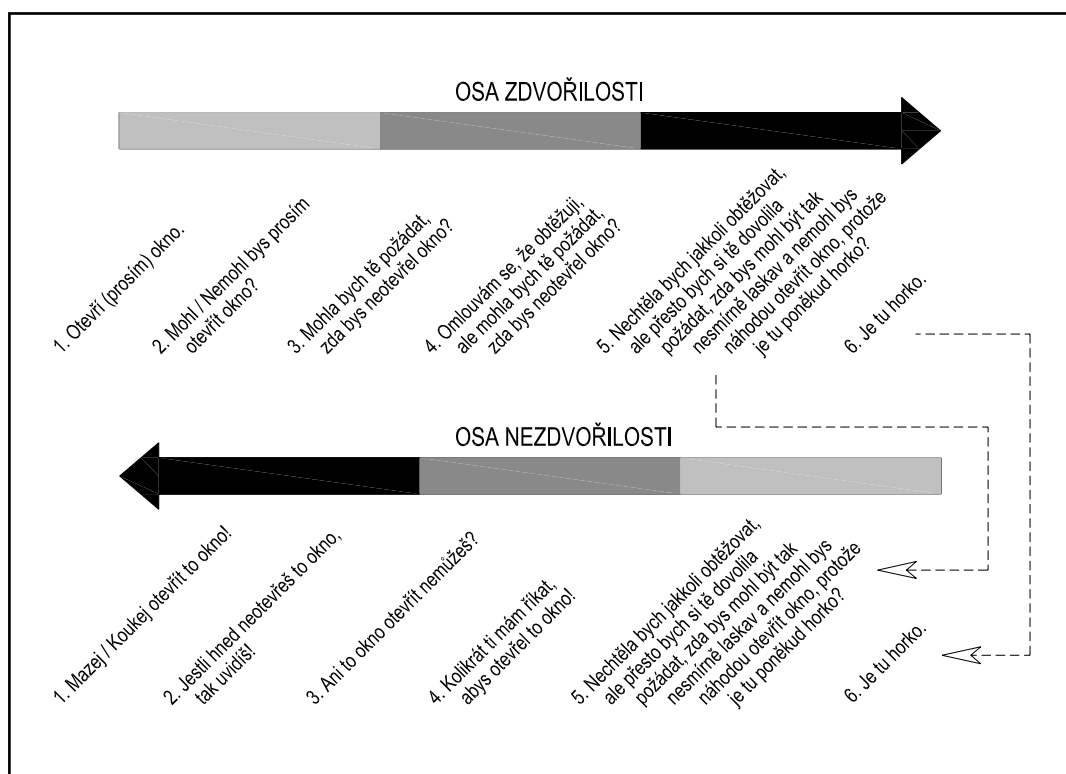 OSA ZDVOŘILOSTI
1. Otevři (prosím) okno.
2. Mohl / Nemohl bys prosím
otevřít okno?
3. Mohla bych tě požádat,
zda bys neotevřel okno?
4. Omlouvám se, že obtěžuji,
ale mohla bych tě požádat,
zda bys neotevřel okno?
5. Nechtěla bych jakkoli obtěžovat,
ale přesto bych si tě dovolila
požádat, zda bys mohl být tak
nesmírně laskav a nemohl bys
náhodou otevřít okno, protože
je tu poněkud horko?
6. Je tu horko.
OSA NEZDVOŘILOSTI
1. Mazej / Koukej otevřít to okno!
2. Jestli hned neotevřeš to okno,
tak uvidíš!
3. Ani to okno otevřít nemůžeš?
4. Kolikrát ti mám říkat,
abys otevřel to okno!
5. Nechtěla bych jakkoli obtěžovat,
ale přesto bych si tě dovolila
požádat, zda bys mohl být tak
nesmírně laskav a nemohl bys
náhodou otevřít okno, protože
je tu poněkud horko?
6. Je tu horko.